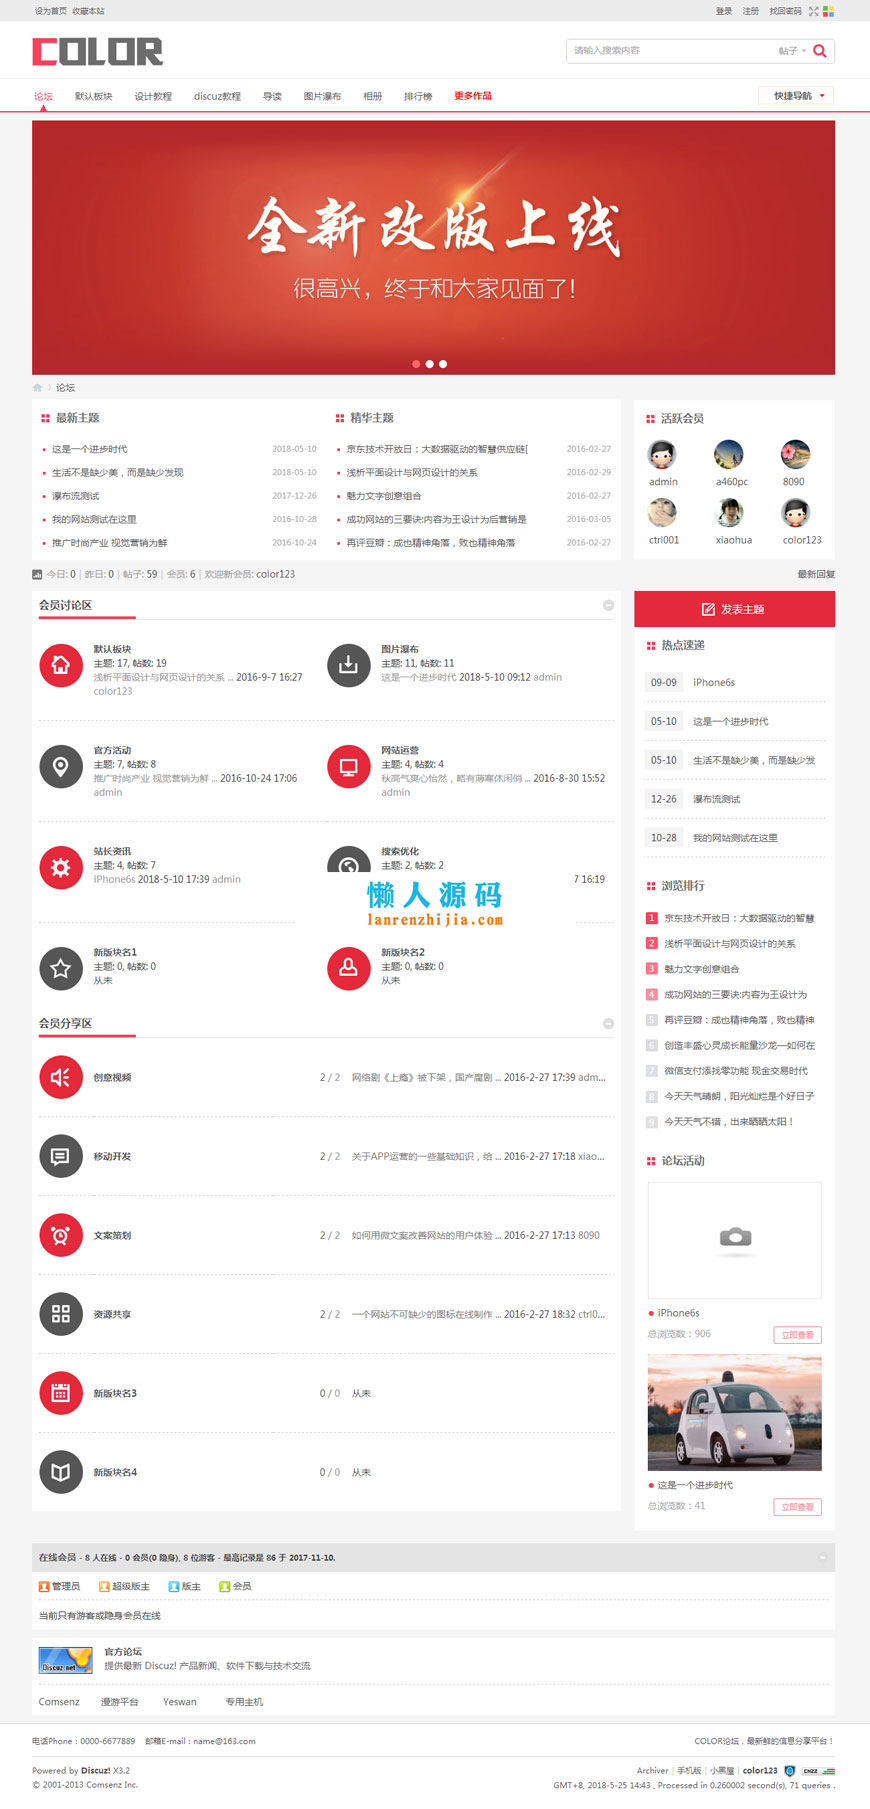 设为首页 收藏本站
登录 注册 找回密码
COLOR
请输入搜索内容 帖子
论坛 默认板块 设计教程 discuz教程 导读 图片瀑布 相册 排行榜 更多作品 快捷导航
全新改版上线
很高兴，终于和大家见面了！
论坛
最新主题
这是一个进步时代 2018-05-10
生活不是缺少美，而是缺少发现 2018-05-10
瀑布流测试 2017-12-26
我的网站测试在这里 2016-10-28
推广时尚产业 视觉营销为鲜 2016-10-24
精华主题
京东技术开放日：大数据驱动的智慧供应链[ 2016-02-27
浅析平面设计与网页设计的关系 2016-02-29
魅力文字创意组合 2016-02-27
成功网站的三要诀:内容为王设计为后营销是 2016-03-05
再评豆瓣：成也精神角落，败也精神角落 2016-02-27
活跃会员
admin a460pc 8090
ctrl001 xiaohua color123
今日: 0 | 昨日: 0 | 帖子: 59 | 会员: 6 | 欢迎新会员: color123
最新回复
会员讨论区
默认板块
主题: 17, 帖数: 19
浅析平面设计与网页设计的关系 ... 2016-9-7 16:27
color123
图片瀑布
主题: 11, 帖数: 11
这是一个进步时代 2018-5-10 09:12 admin
官方活动
主题: 7, 帖数: 8
推广时尚产业 视觉营销为鲜 ... 2016-10-24 17:06
admin
网站运营
主题: 4, 帖数: 4
秋高气爽心怡然，略有薄寒休闲俏 ... 2016-8-30 15:52
admin
站长资讯
主题: 4, 帖数: 7
iPhone6s 2018-5-10 17:39 admin
搜索优化
主题: 2, 帖数: 2
7 16:19
懒人源码
lanrenzhijia.com
新版块名1
主题: 0, 帖数: 0
从未
新版块名2
主题: 0, 帖数: 0
从未
会员分享区
创意视频 2 / 2 网络剧《上瘾》被下架，国产腐剧 ... 2016-2-27 17:39 adm...
移动开发 2 / 2 关于APP运营的一些基础知识，给 ... 2016-2-27 17:18 xiao...
文案策划 2 / 2 如何用微文案改善网站的用户体验 ... 2016-2-27 17:13 8090
资源共享 2 / 2 一个网站不可缺少的图标在线制作 ... 2016-2-27 18:32 ctrl0...
新版块名3 0 / 0 从未
新版块名4 0 / 0 从未
发表主题
热点速递
09-09 iPhone6s
05-10 这是一个进步时代
05-10 生活不是缺少美，而是缺少发
12-26 瀑布流测试
10-28 我的网站测试在这里
浏览排行
1 京东技术开放日：大数据驱动的智慧
2 浅析平面设计与网页设计的关系
3 魅力文字创意组合
4 成功网站的三要诀:内容为王设计为
5 再评豆瓣：成也精神角落，败也精神
6 创造丰盛心灵成长能量沙龙—如何在
7 微信支付添找零功能 现金交易时代
8 今天天气晴朗，阳光灿烂是个好日子
9 今天天气不错，出来晒晒太阳！
论坛活动
iPhone6s
总浏览数：906 立即查看
这是一个进步时代
总浏览数：41 立即查看
在线会员 - 8 人在线 - 0 会员(0 隐身), 8 位游客 - 最高记录是 86 于 2017-11-10.
管理员 超级版主 版主 会员
当前只有游客或隐身会员在线
Discuz.net
官方论坛
提供最新 Discuz! 产品新闻、软件下载与技术交流
Comsenz 漫游平台 Yeswan 专用主机
电话Phone：0000-6677889 邮箱E-mail：name@163.com
COLOR论坛，最新鲜的信息分享平台！
Powered by Discuz! X3.2
© 2001-2013 Comsenz Inc.
Archiver | 手机版 | 小黑屋 | color123 CNZZ
GMT+8, 2018-5-25 14:43 , Processed in 0.260002 second(s), 71 queries .